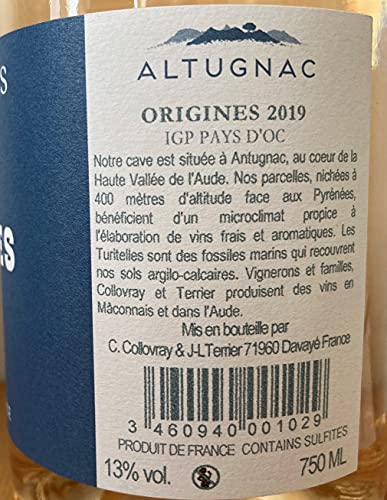 S
ES
ALTUGNAC
ORIGINES 2019
IGP PAYS D'OC
Notre cave est située à Antugnac, au coeur de la
Haute Vallée de l'Aude. Nos parcelles, nichées à
400 mètres d'altitude face aux Pyrénées,
bénéficient d'un microclimat propice à
l'élaboration de vins frais et aromatiques. Les
Turitelles sont des fossiles marins qui recouvrent
nos sols argilo-calcaires. Vignerons et familles,
Collovray et Terrier produisent des vins en
Mâconnais et dans l'Aude.
Mis en bouteille par
C. Collovray & J-L Terrier 71960 Davayé France
3 460940 001029
PRODUIT DE FRANCE CONTAINS SULFITES
13% vol. 750 ML